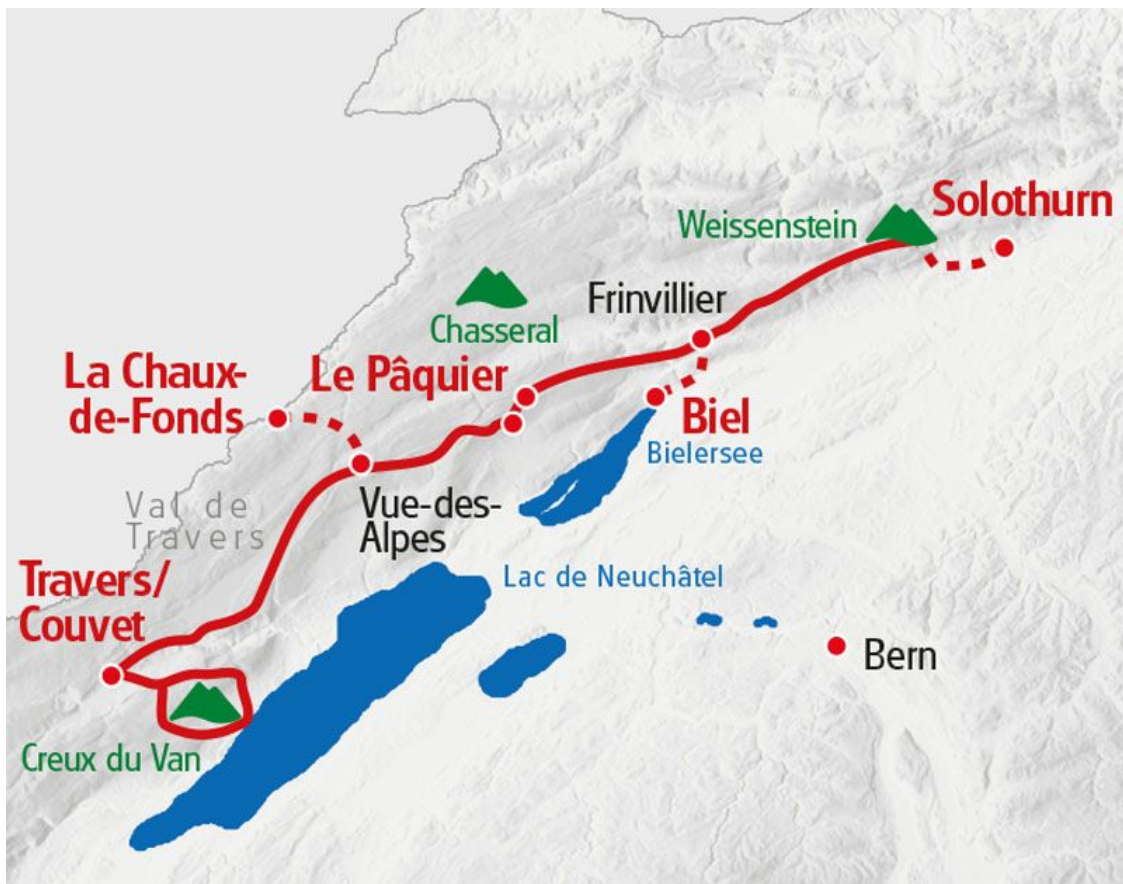 Solothurn
Weissenstein
Frinvillier
Chasseral
La Chaux-
de-Fonds
Le Pâquier
Biel
Bielersee
Val de
Travers
Vue-des-
Alpes
Travers/
Couvet
Lac de Neuchâtel
Bern
Creux du Van